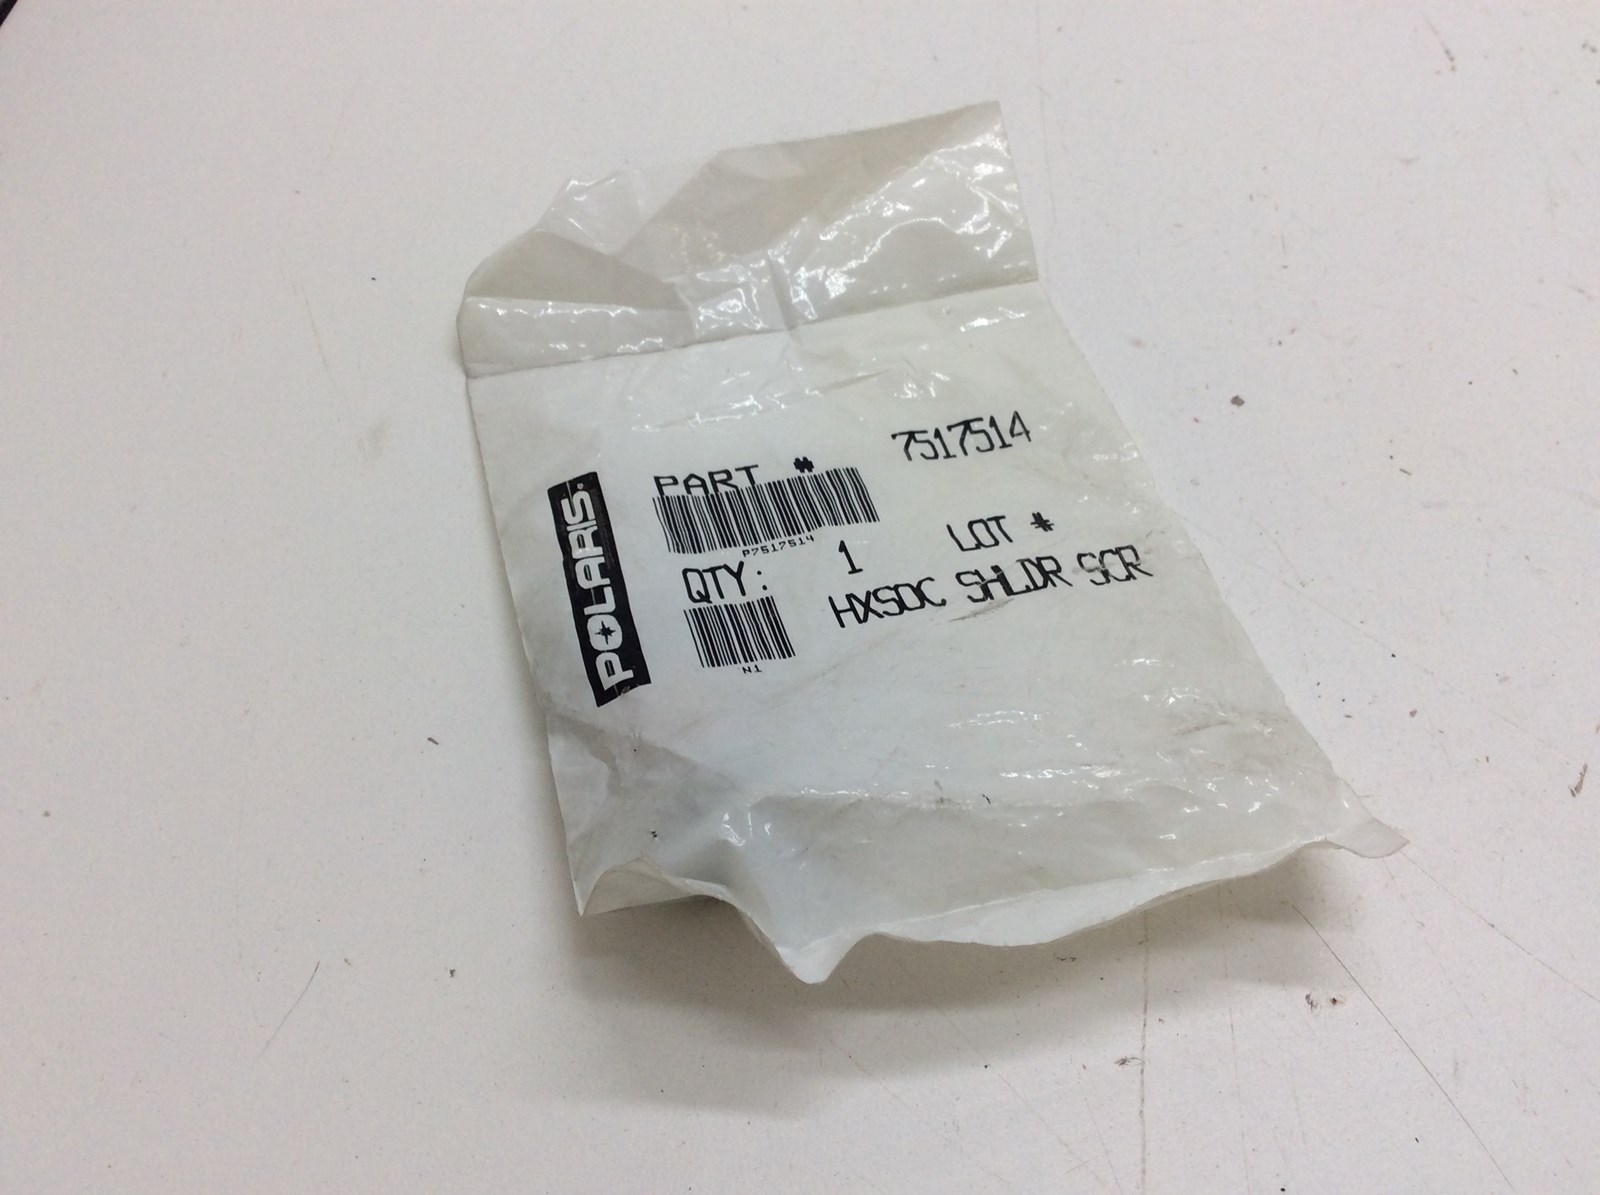 POLARIS
PART # 7517514
P7517514
QTY: 1 LOT #
HXSOC SHLDR SCR
N1